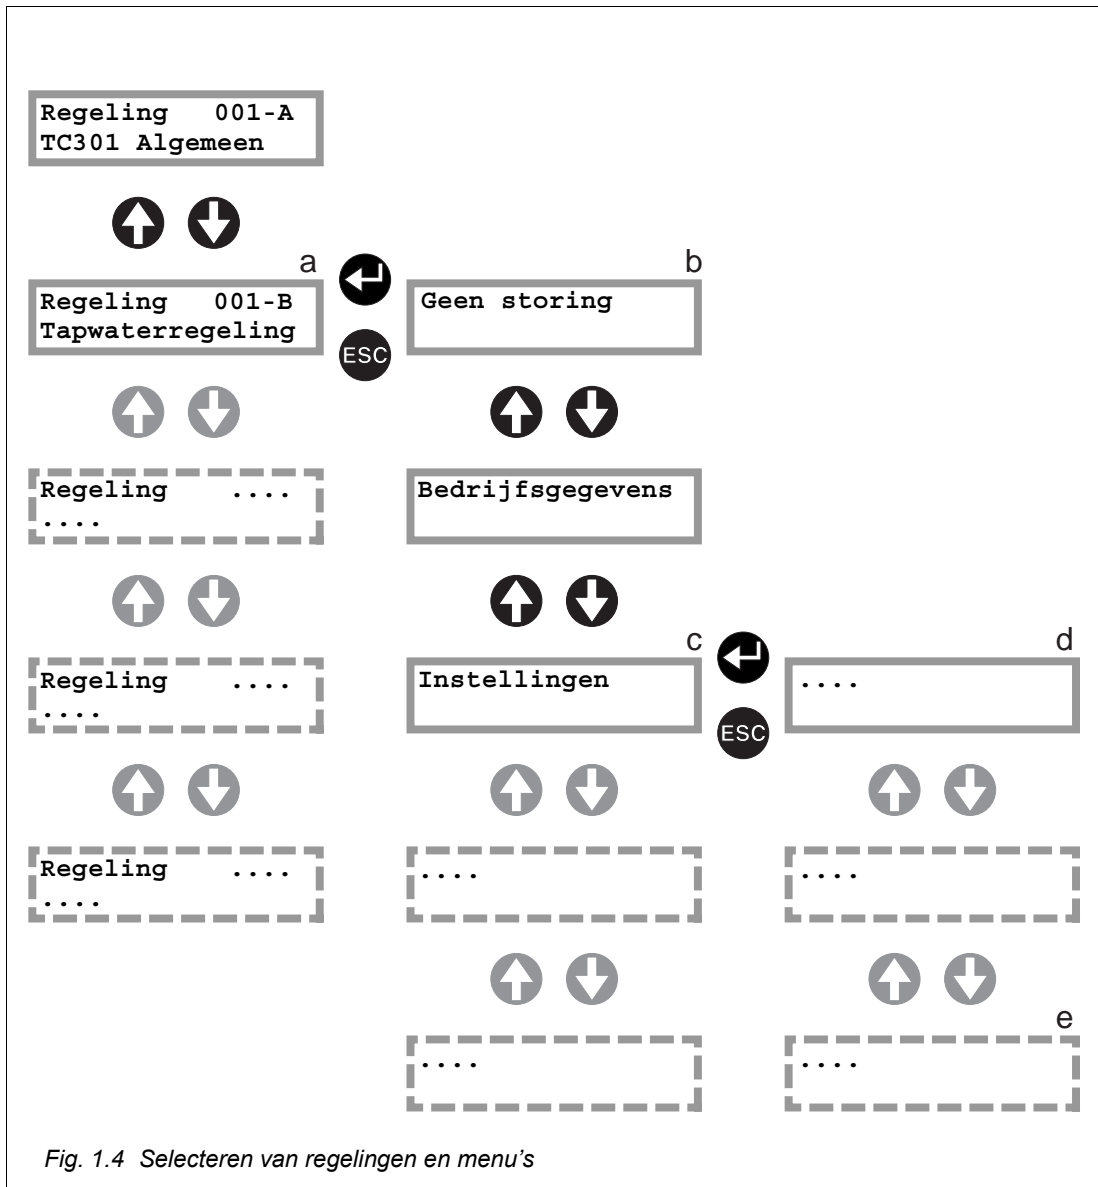 Regeling 001-A
TC301 Algemeen
a
Regeling 001-B
Tapwaterregeling
ESC
b
Geen storing
Regeling ....
....
Bedrijfsgegevens
Regeling ....
....
c
Instellingen
ESC
d
....
Regeling ....
....
....
....
....
e
....
Fig. 1.4 Selecteren van regelingen en menu's